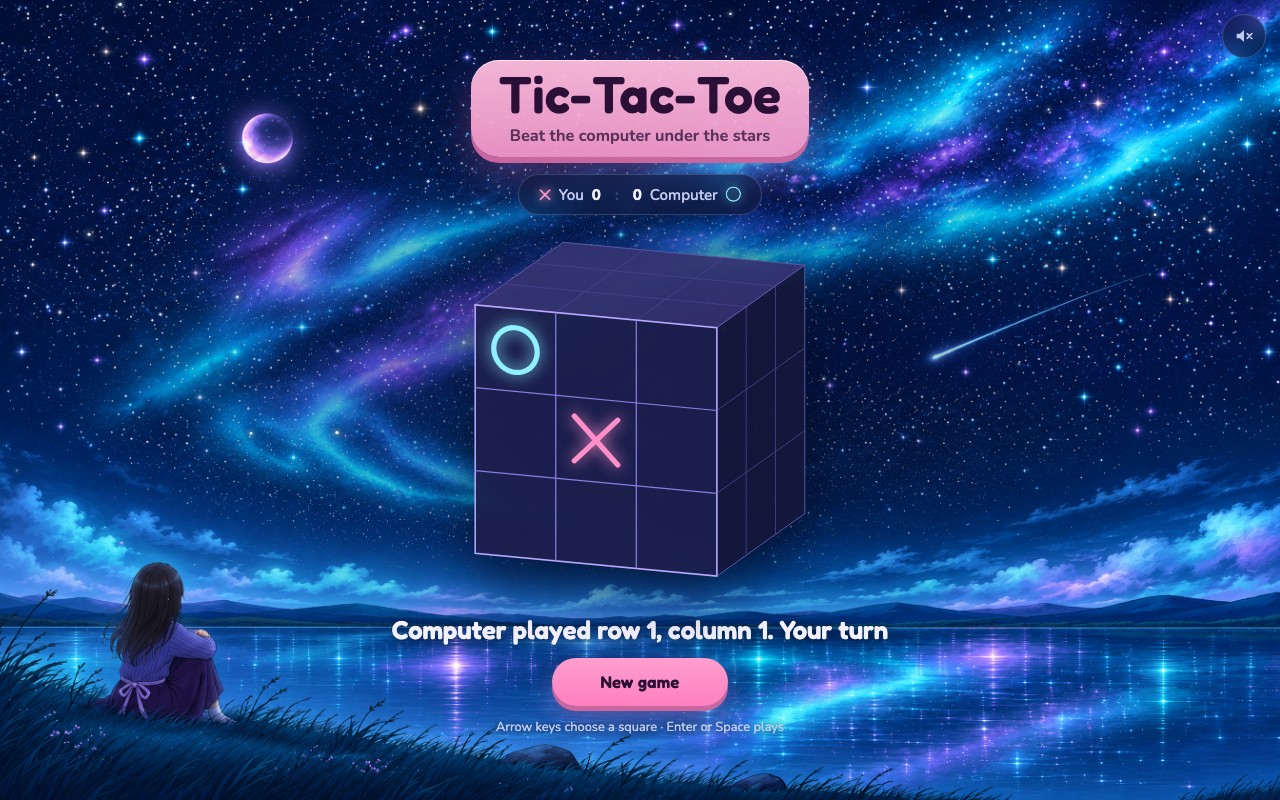 Tic-Tac-Toe
Beat the computer under the stars
You 0 : 0 Computer
Computer played row 1, column 1. Your turn
New game
Arrow keys choose a square · Enter or Space plays